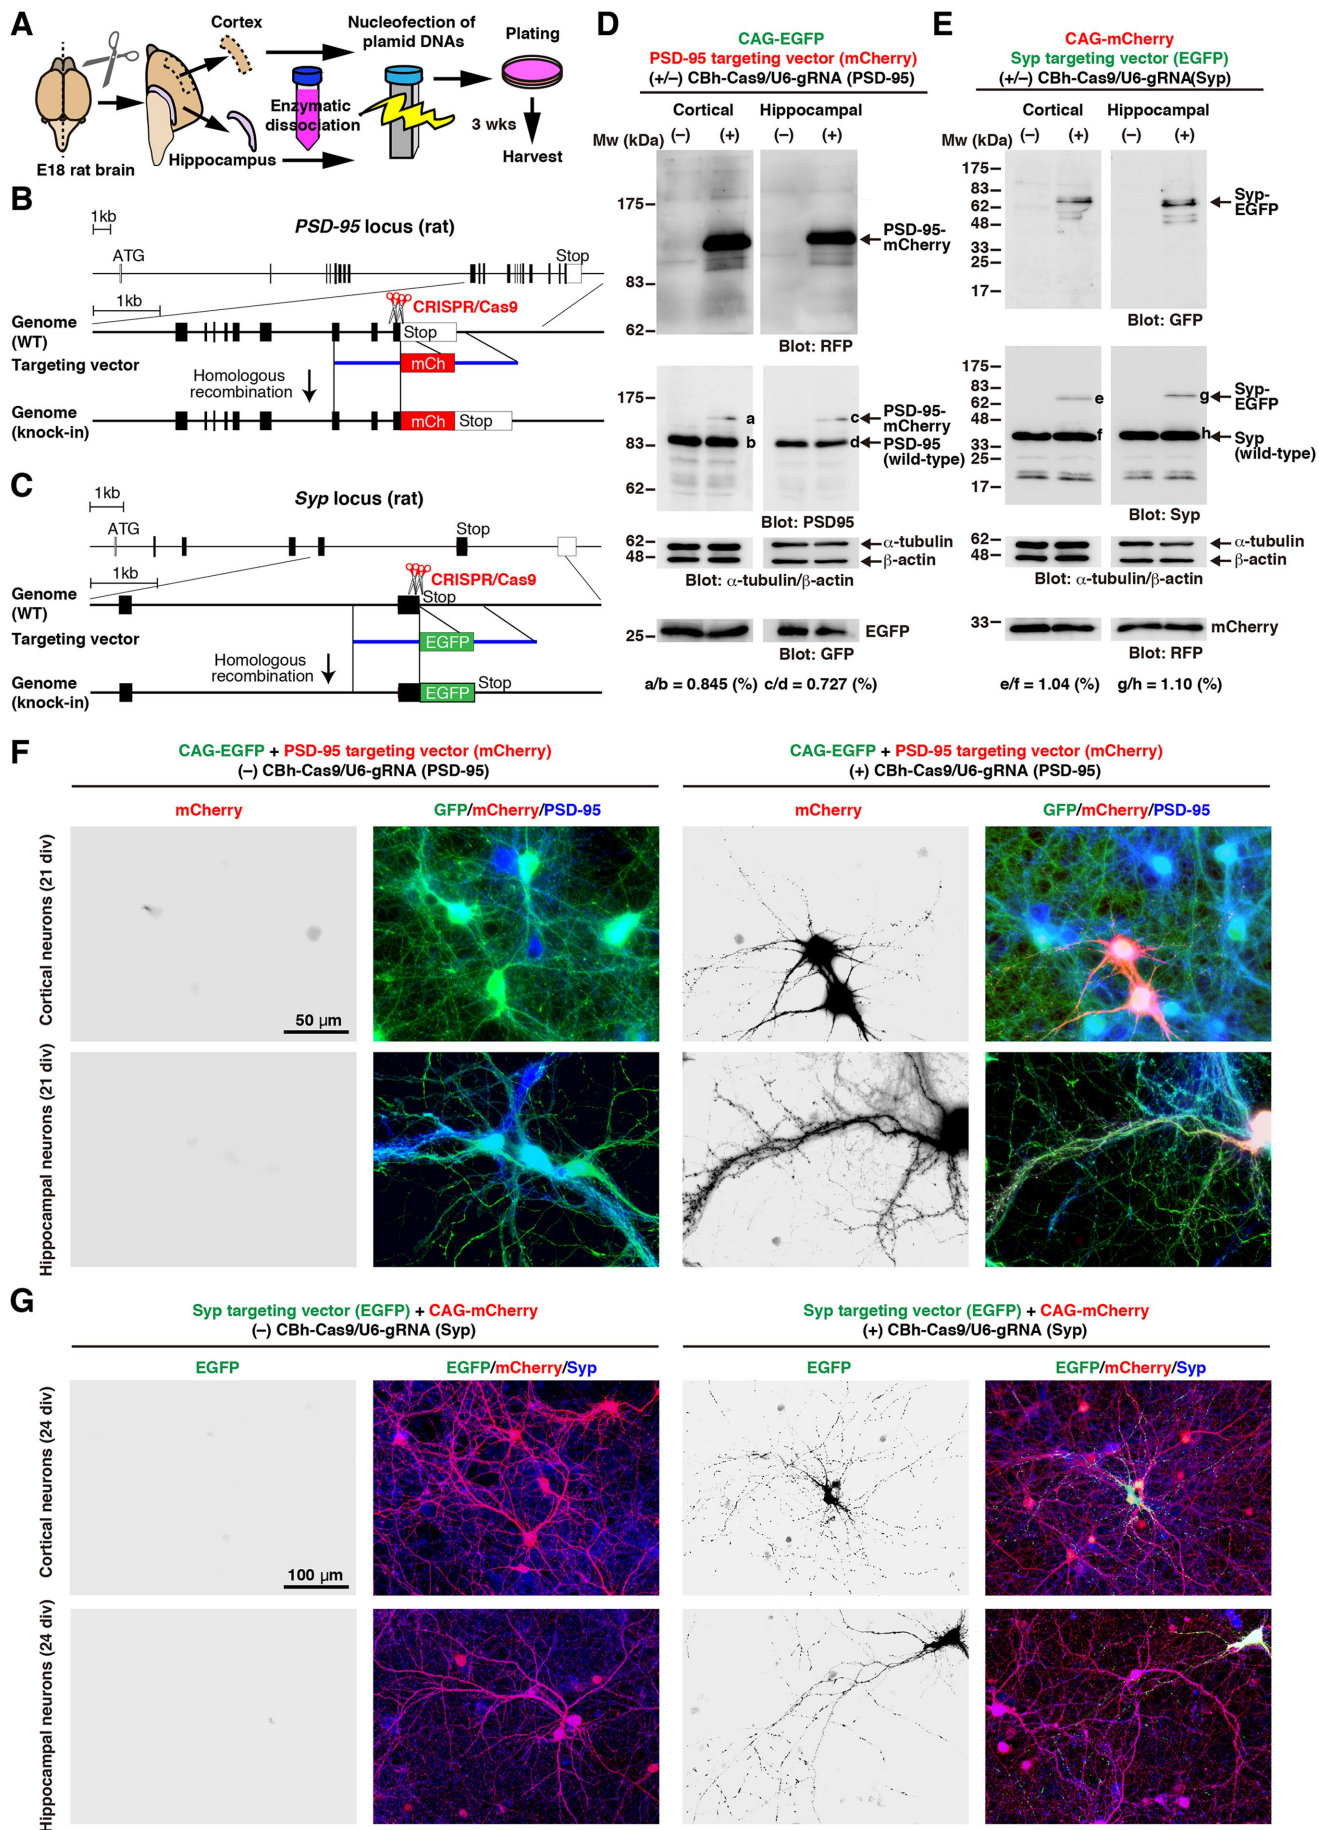 A
Cortex
Nucleofection of
plamid DNAs
Plating
Enzymatic
dissociation
3 wks
Hippocampus
Harvest
E18 rat brain
B
1kb
PSD-95 locus (rat)
ATG
Stop
1kb
CRISPR/Cas9
Genome
(WT)
Stop
Targeting vector
mCh
Homologous
recombination
Genome
(knock-in)
mCh
Stop
C
1kb
Syp locus (rat)
ATG
Stop
1kb
CRISPR/Cas9
Genome
(WT)
Stop
Targeting vector
EGFP
Homologous
recombination
Genome
(knock-in)
EGFP
Stop
D
CAG-EGFP
PSD-95 targeting vector (mCherry)
(+/–) CBh-Cas9/U6-gRNA (PSD-95)
Cortical Hippocampal
Mw (kDa) (–) (+) (–) (+)
175
83
62
PSD-95-
mCherry
Blot: RFP
175
83
62
a
b
c
d
PSD-95-
mCherry
PSD-95
(wild-type)
Blot: PSD95
62
48
α-tubulin
β-actin
Blot: α-tubulin/β-actin
25
EGFP
Blot: GFP
a/b = 0.845 (%) c/d = 0.727 (%)
E
CAG-mCherry
Syp targeting vector (EGFP)
(+/–) CBh-Cas9/U6-gRNA(Syp)
Cortical Hippocampal
Mw (kDa) (–) (+) (–) (+)
175
83
62
48
33
25
17
Syp-
EGFP
Blot: GFP
175
83
62
48
33
25
17
e
f
g
h
Syp-
EGFP
Syp
(wild-type)
Blot: Syp
62
48
α-tubulin
β-actin
Blot: α-tubulin/β-actin
33
mCherry
Blot: RFP
e/f = 1.04 (%) g/h = 1.10 (%)
F
CAG-EGFP + PSD-95 targeting vector (mCherry)
(–) CBh-Cas9/U6-gRNA (PSD-95)
CAG-EGFP + PSD-95 targeting vector (mCherry)
(+) CBh-Cas9/U6-gRNA (PSD-95)
mCherry
GFP/mCherry/PSD-95
mCherry
GFP/mCherry/PSD-95
Cortical neurons (21 div)
50 µm
Hippocampal neurons (21 div)
G
Syp targeting vector (EGFP) + CAG-mCherry
(–) CBh-Cas9/U6-gRNA (Syp)
Syp targeting vector (EGFP) + CAG-mCherry
(+) CBh-Cas9/U6-gRNA (Syp)
EGFP
EGFP/mCherry/Syp
EGFP
EGFP/mCherry/Syp
Cortical neurons (24 div)
100 µm
Hippocampal neurons (24 div)